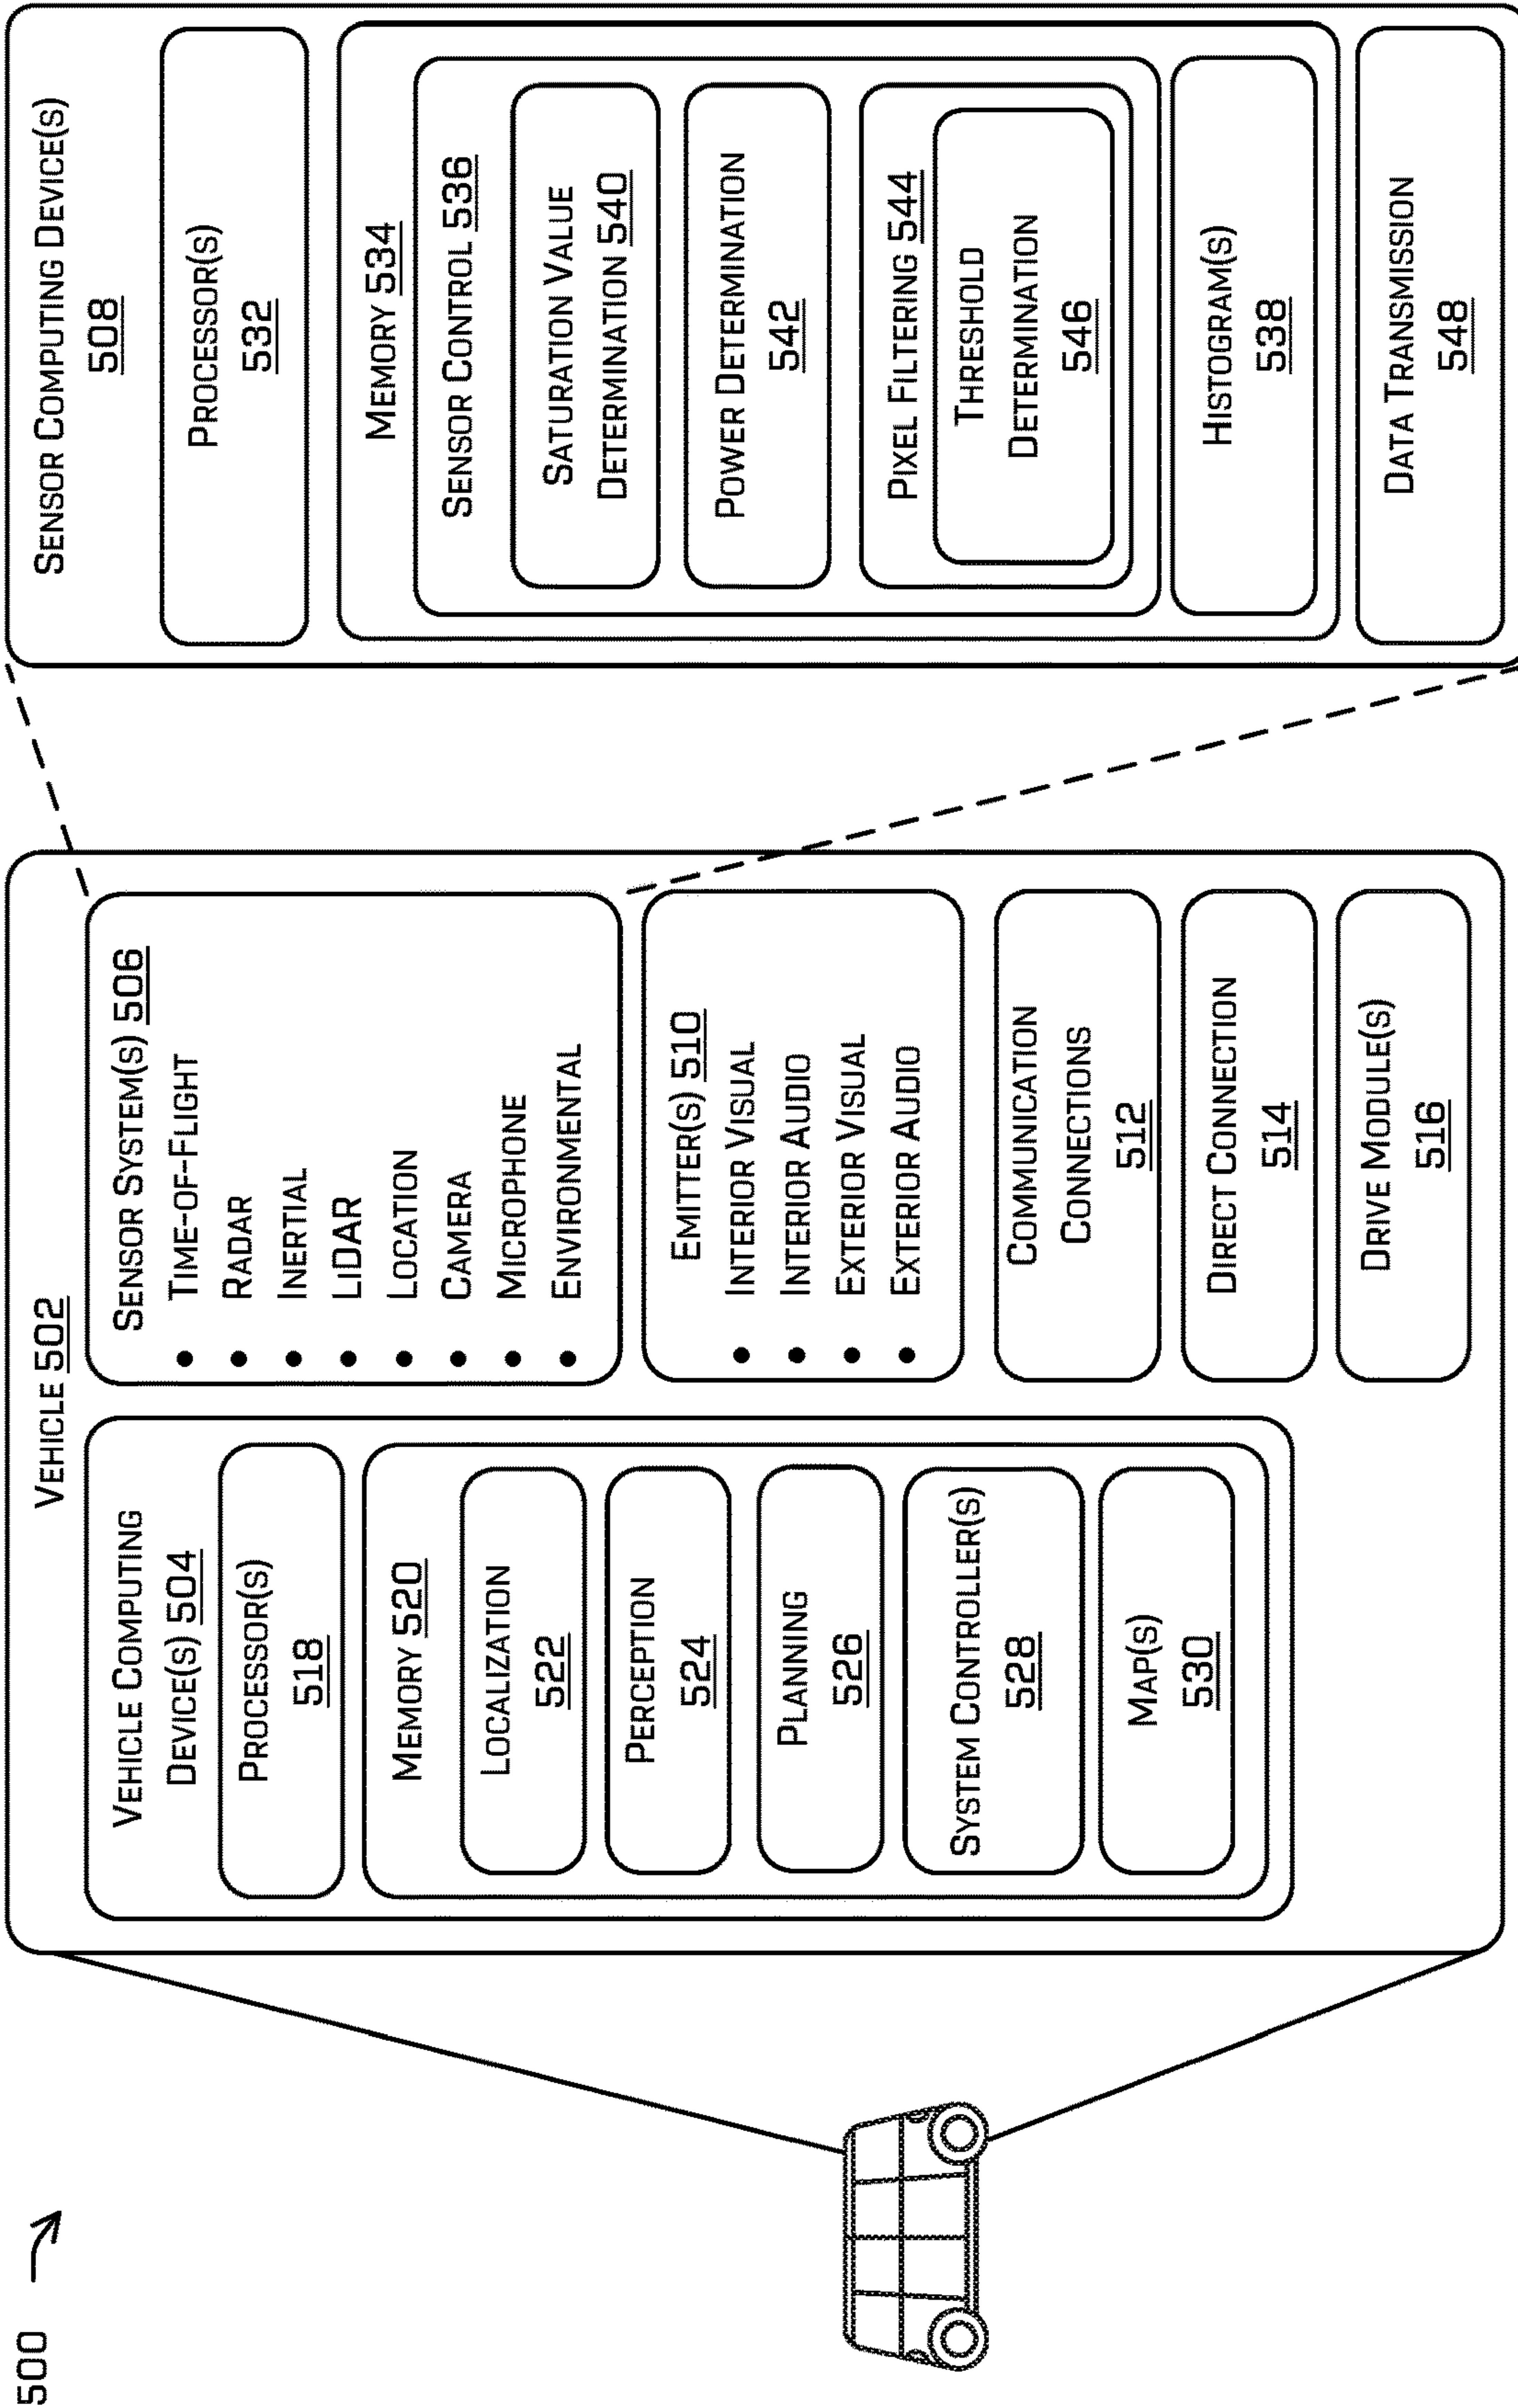 500
VEHICLE 502
VEHICLE COMPUTING
DEVICE(S) 504
PROCESSOR(S)
518
MEMORY 520
LOCALIZATION
522
PERCEPTION
524
PLANNING
526
SYSTEM CONTROLLER(S)
528
MAP(S)
530
SENSOR SYSTEM(S) 506
• TIME-OF-FLIGHT
• RADAR
• INERTIAL
• LIDAR
• LOCATION
• CAMERA
• MICROPHONE
• ENVIRONMENTAL
EMITTER(S) 510
• INTERIOR VISUAL
• INTERIOR AUDIO
• EXTERIOR VISUAL
• EXTERIOR AUDIO
COMMUNICATION
CONNECTIONS
512
DIRECT CONNECTION
514
DRIVE MODULE(S)
516
SENSOR COMPUTING DEVICE(S)
508
PROCESSOR(S)
532
MEMORY 534
SENSOR CONTROL 536
SATURATION VALUE
DETERMINATION 540
POWER DETERMINATION
542
PIXEL FILTERING 544
THRESHOLD
DETERMINATION
546
HISTOGRAM(S)
538
DATA TRANSMISSION
548